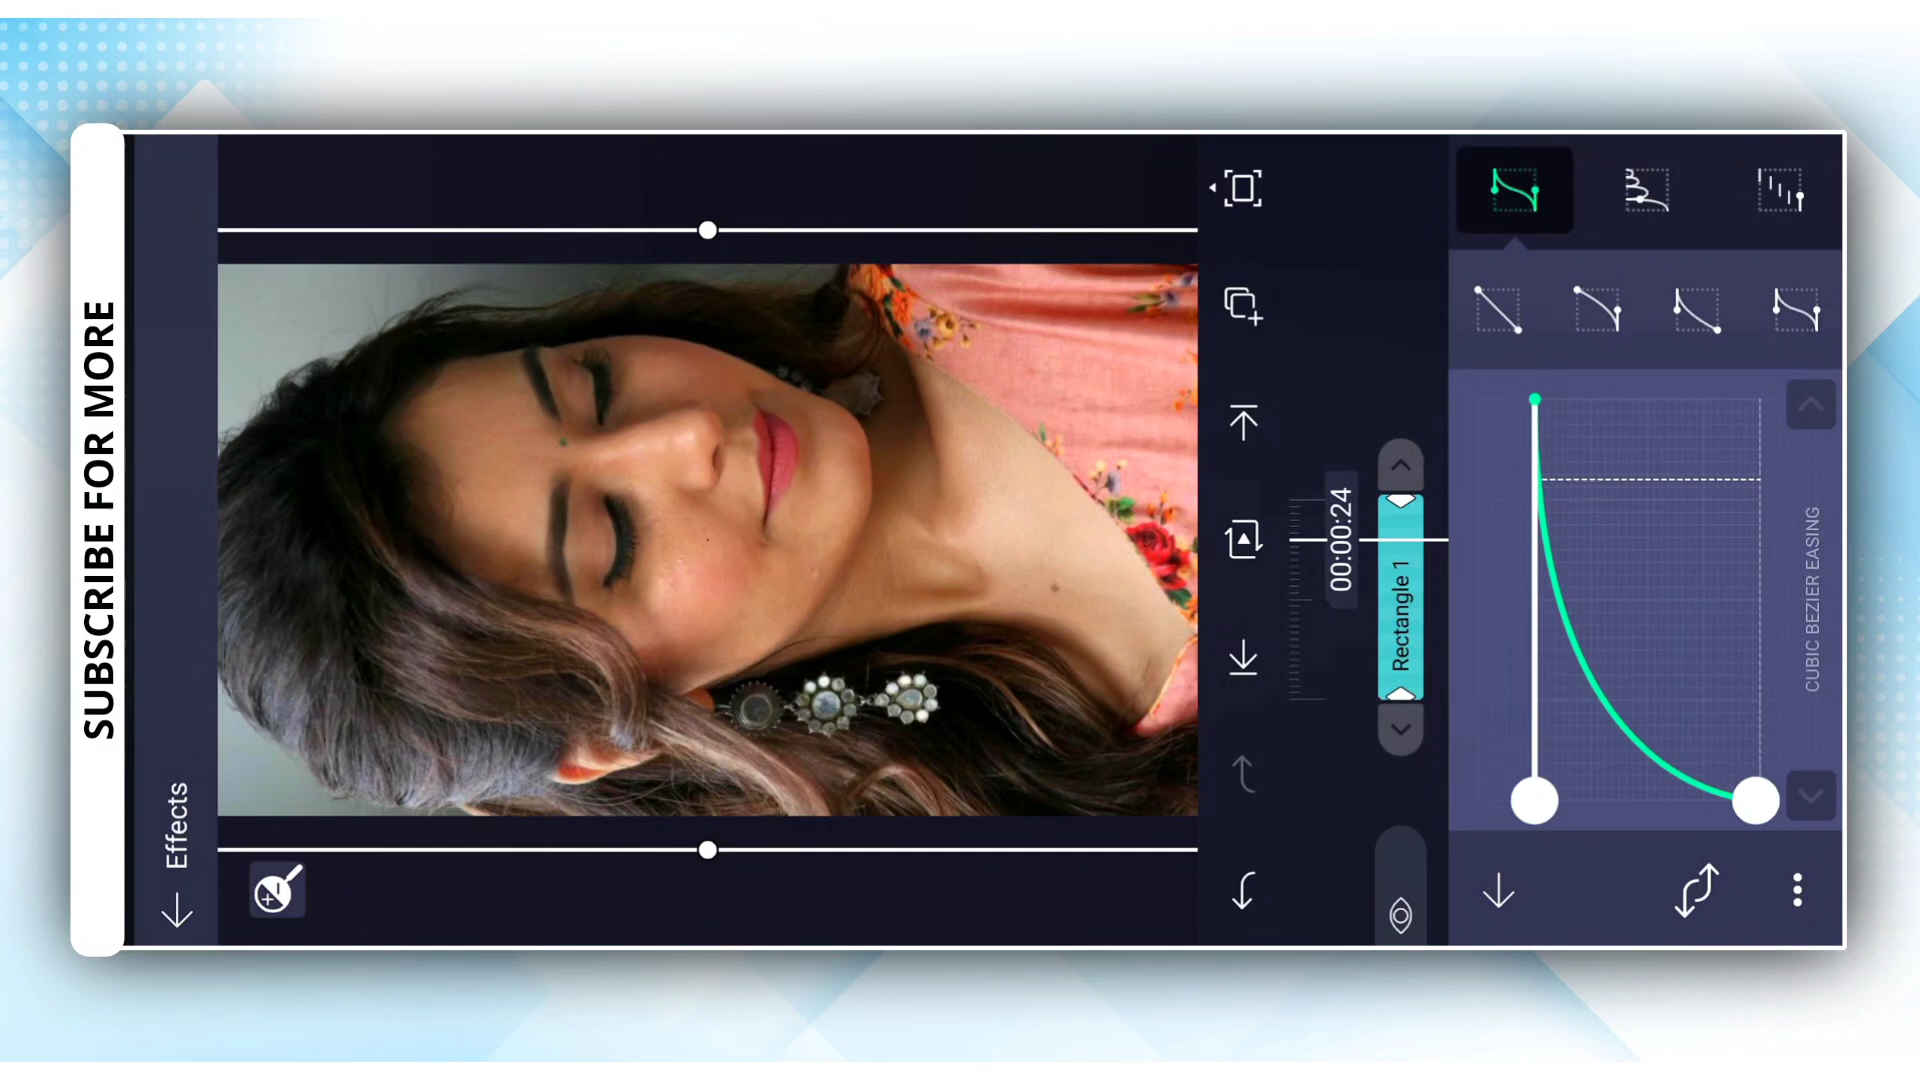 SUBSCRIBE FOR MORE
Effects
00:00:24
Rectangle 1
CUBIC BEZIER EASING